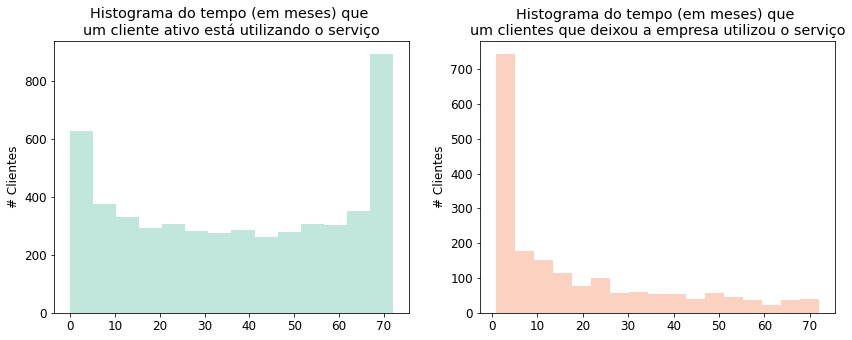 Histograma do tempo (em meses) que
um cliente ativo está utilizando o serviço
# Clientes
800
600
400
200
0
0 10 20 30 40 50 60 70
Histograma do tempo (em meses) que
um clientes que deixou a empresa utilizou o serviço
# Clientes
700
600
500
400
300
200
100
0
0 10 20 30 40 50 60 70